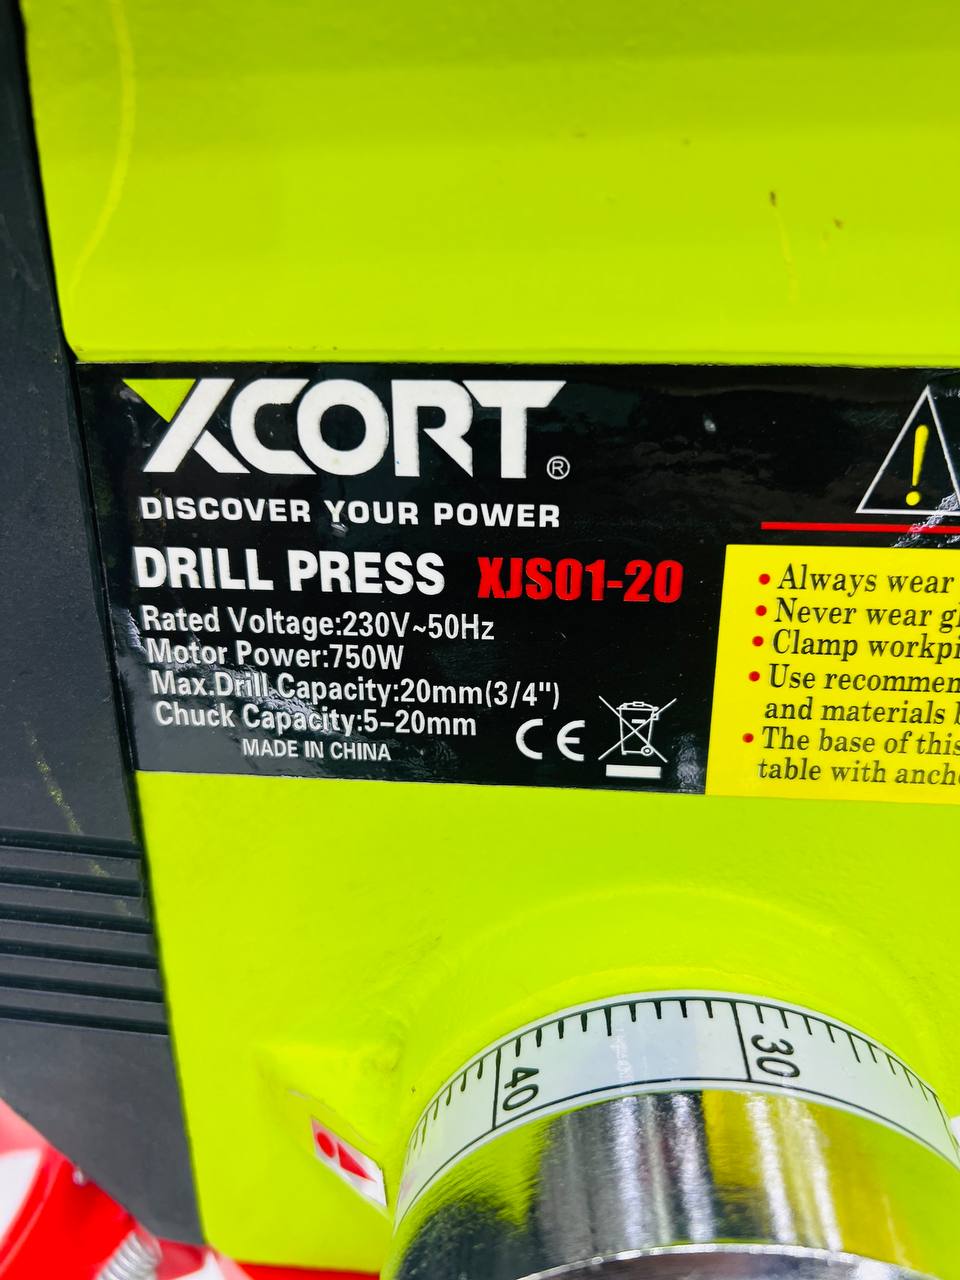 XCORT®
DISCOVER YOUR POWER
DRILL PRESS XJS01-20
Rated Voltage:230V~50Hz
Motor Power:750W
Max.Drill Capacity:20mm(3/4")
Chuck Capacity:5-20mm
MADE IN CHINA
CE
• Always wear
• Never wear
• Clamp
• Use
and materials
• The base of this
table with
40
30